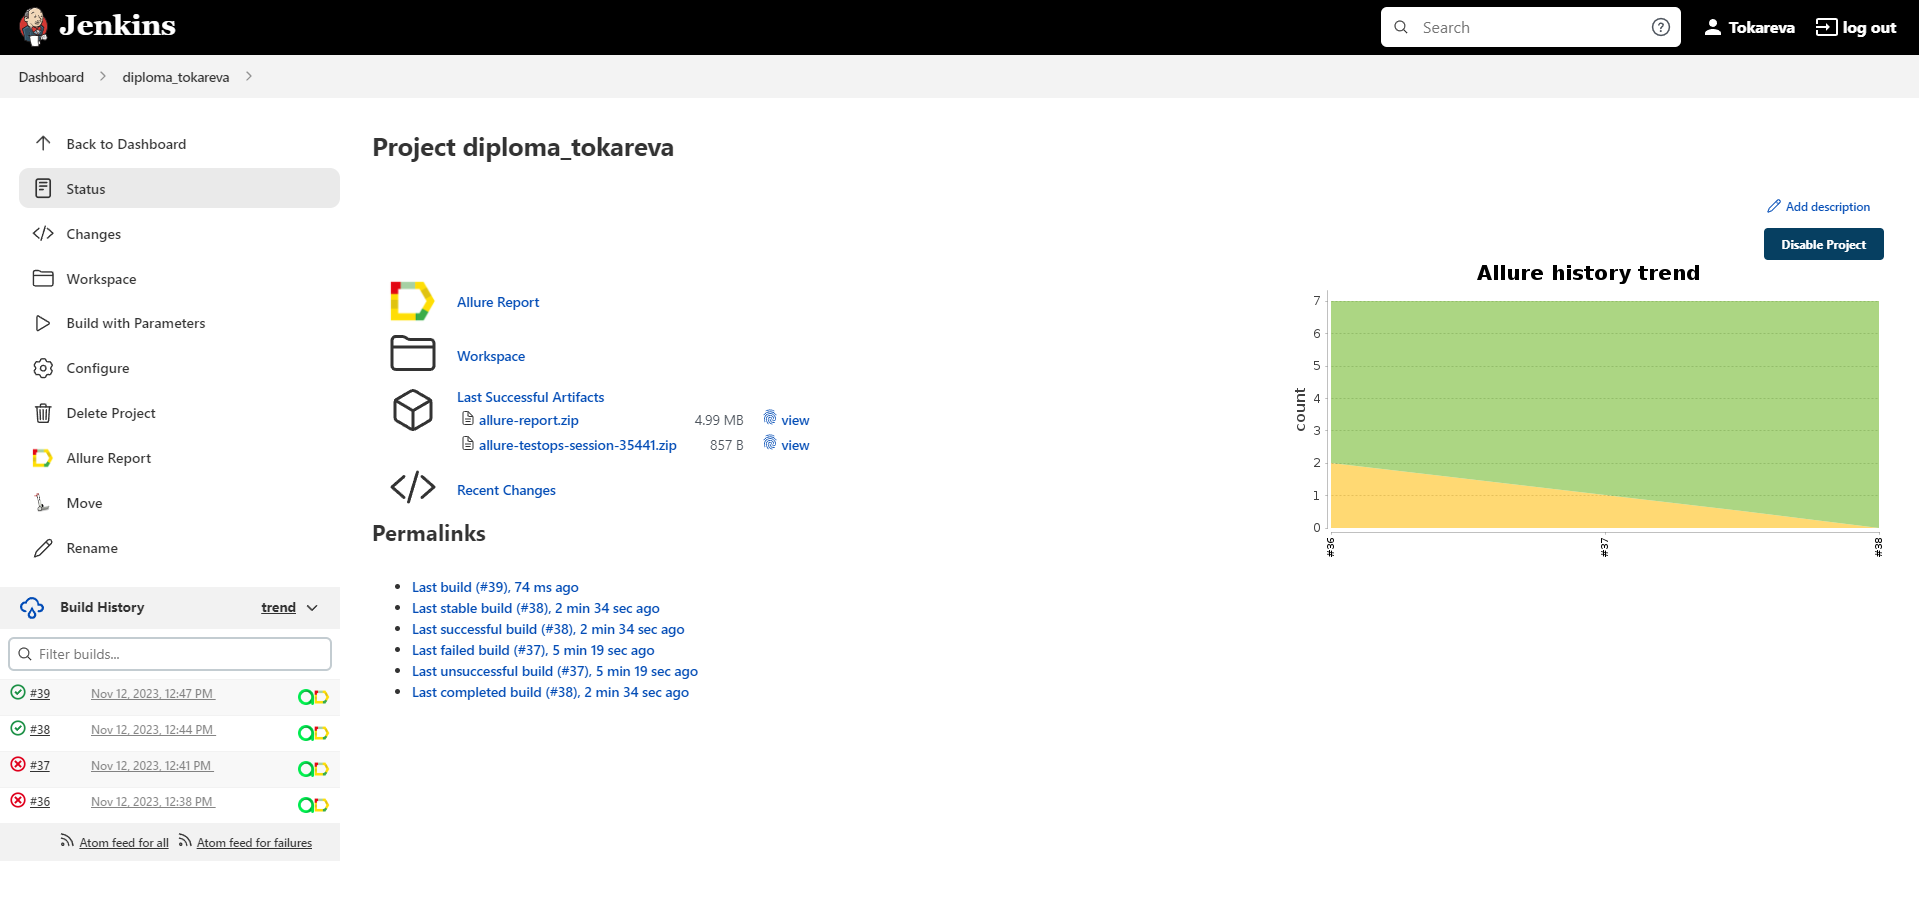 Jenkins
Search
Tokareva
log out
Dashboard
diploma_tokareva
Back to Dashboard
Status
Changes
Workspace
Build with Parameters
Configure
Delete Project
Allure Report
Move
Rename
Build History
trend
Filter builds...
#39 Nov 12, 2023, 12:47 PM
#38 Nov 12, 2023, 12:44 PM
#37 Nov 12, 2023, 12:41 PM
#36 Nov 12, 2023, 12:38 PM
Atom feed for all Atom feed for failures
Project diploma_tokareva
Add description
Disable Project
Allure Report
Workspace
Last Successful Artifacts
allure-report.zip 4.99 MB view
allure-testops-session-35441.zip 857 B view
Recent Changes
Permalinks
Last build (#39), 74 ms ago
Last stable build (#38), 2 min 34 sec ago
Last successful build (#38), 2 min 34 sec ago
Last failed build (#37), 5 min 19 sec ago
Last unsuccessful build (#37), 5 min 19 sec ago
Last completed build (#38), 2 min 34 sec ago
Allure history trend
count
7
6
5
4
3
2
1
0
#36
#37
#38